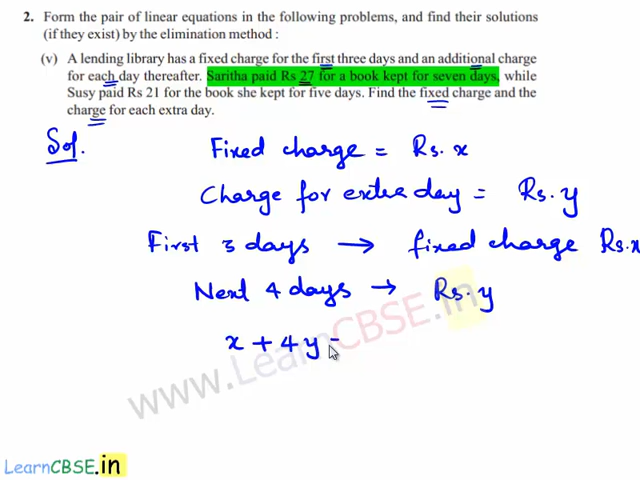 2. Form the pair of linear equations in the following problems, and find their solutions
(if they exist) by the elimination method :
(v) A lending library has a fixed charge for the first three days and an additional charge
for each day thereafter. Saritha paid Rs 27 for a book kept for seven days, while
Susy paid Rs 21 for the book she kept for five days. Find the fixed charge and the
charge for each extra day.
Sol. Fixed charge = Rs. x
Charge for extra day = Rs. y
First 3 days → fixed charge Rs. x
Next 4 days → Rs. y
x + 4y =
www.LearnCBSE.in
LearnCBSE.in